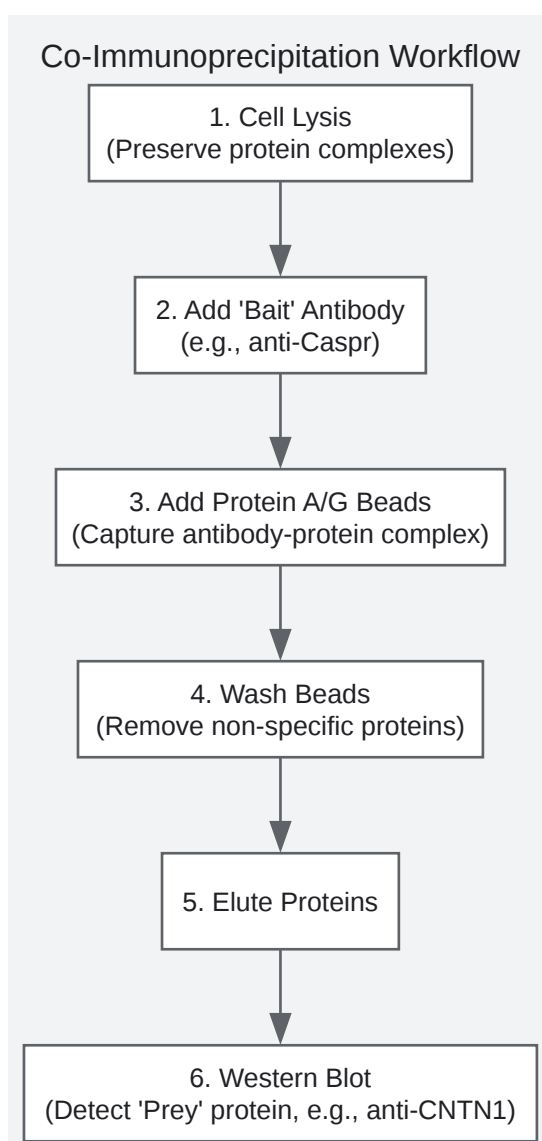 Co-Immunoprecipitation Workflow
1. Cell Lysis
(Preserve protein complexes)
2. Add 'Bait' Antibody
(e.g., anti-Caspr)
3. Add Protein A/G Beads
(Capture antibody-protein complex)
4. Wash Beads
(Remove non-specific proteins)
5. Elute Proteins
6. Western Blot
(Detect 'Prey' protein, e.g., anti-CNTN1)